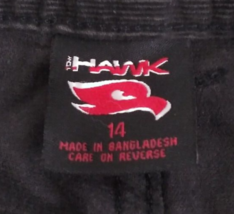 HAWK
14
MADE IN BANGLADESH
CARE ON REVERSE